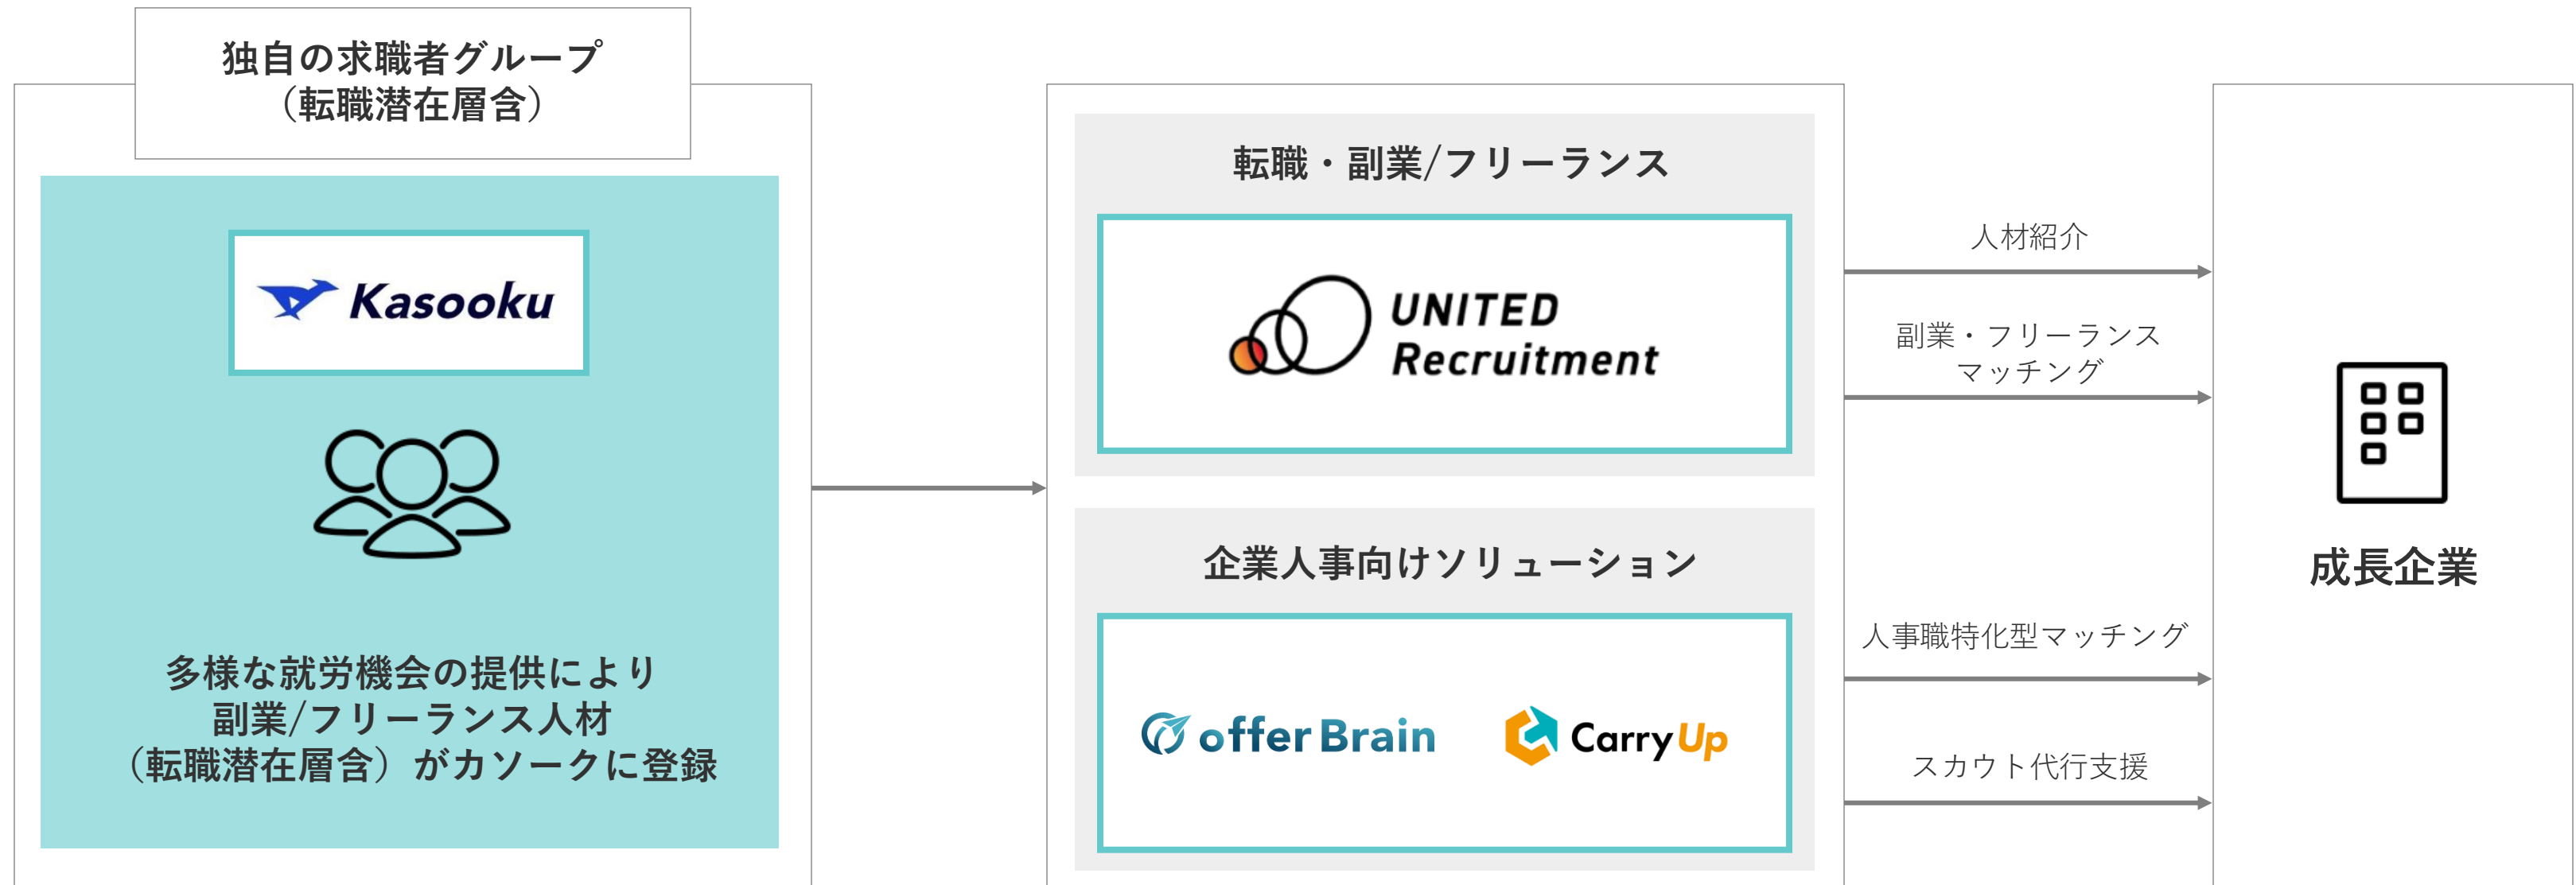 独自の求職者グループ
（転職潜在層含）
Kasooku
多様な就労機会の提供により
副業/フリーランス人材
（転職潜在層含）がカソークに登録
転職・副業/フリーランス
UNITED
Recruitment
企業人事向けソリューション
offer Brain
CarryUp
人材紹介
副業・フリーランス
マッチング
人事職特化型マッチング
スカウト代行支援
成長企業